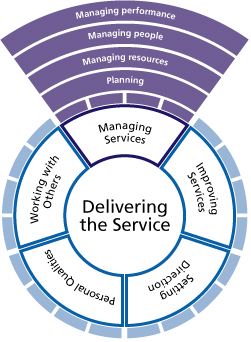 Managing performance
Managing people
Managing resources
Planning
Managing
Services
Working with
Others
Improving
Services
Delivering
the Service
Personal Qualities
Setting
Direction